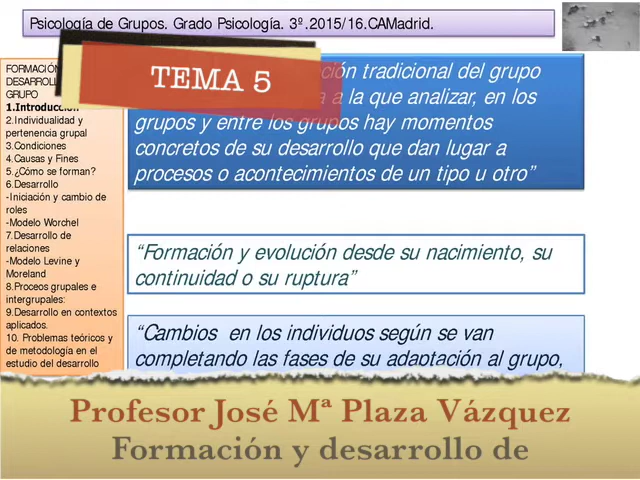 Psicología de Grupos. Grado Psicología. 3º.2015/16.CAMadrid.
FORMACIÓN
DESARROLL
GRUPO
1.Introducción
2.Individualidad y
pertenencia grupal
3.Condiciones
4.Causas y Fines
5.¿Cómo se forman?
6.Desarrollo
-Iniciación y cambio de
roles
-Modelo Worchel
7.Desarrollo de
relaciones
-Modelo Levine y
Moreland
8.Proceos grupales e
intergrupales:
9.Desarrollo en contextos
aplicados.
10. Problemas teóricos y
de metodología en el
estudio del desarrollo
TEMA 5
ción tradicional del grupo
a la que analizar, en los
grupos y entre los grupos hay momentos
concretos de su desarrollo que dan lugar a
procesos o acontecimientos de un tipo u otro”
“Formación y evolución desde su nacimiento, su
continuidad o su ruptura”
“Cambios en los individuos según se van
completando las fases de su adaptación al grupo,
Profesor José Mª Plaza Vázquez
Formación y desarrollo de